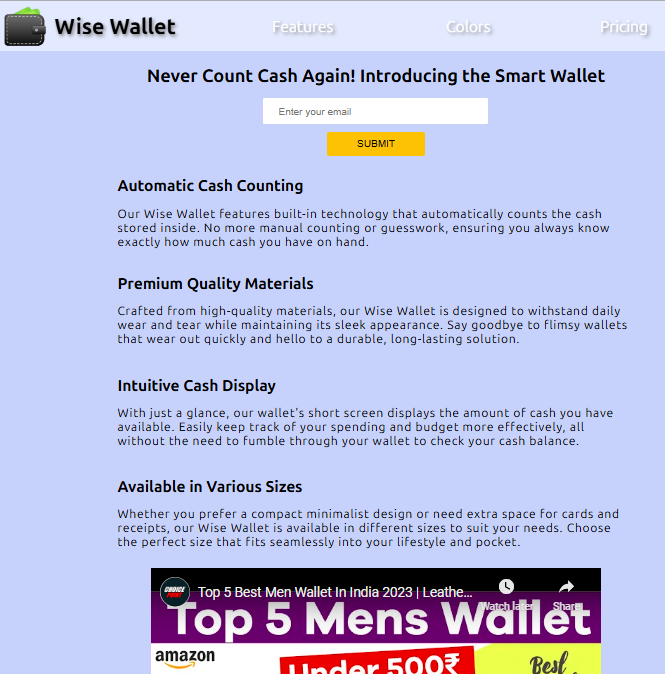 Wise Wallet
Features
Colors
Pricing
Never Count Cash Again! Introducing the Smart Wallet
Enter your email
SUBMIT
Automatic Cash Counting
Our Wise Wallet features built-in technology that automatically counts the cash
stored inside. No more manual counting or guesswork, ensuring you always know
exactly how much cash you have on hand.
Premium Quality Materials
Crafted from high-quality materials, our Wise Wallet is designed to withstand daily
wear and tear while maintaining its sleek appearance. Say goodbye to flimsy wallets
that wear out quickly and hello to a durable, long-lasting solution.
Intuitive Cash Display
With just a glance, our wallet's short screen displays the amount of cash you have
available. Easily keep track of your spending and budget more effectively, all
without the need to fumble through your wallet to check your cash balance.
Available in Various Sizes
Whether you prefer a compact minimalist design or need extra space for cards and
receipts, our Wise Wallet is available in different sizes to suit your needs. Choose
the perfect size that fits seamlessly into your lifestyle and pocket.
CHOICE POINT
Top 5 Best Men Wallet In India 2023 | Leathe...
Watch later
Share
Top 5 Mens Wallet
amazon
Under 500₹
Best